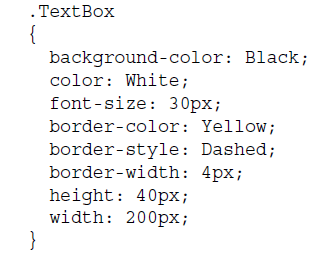 .TextBox
{
background-color: Black;
color: White;
font-size: 30px;
border-color: Yellow;
border-style: Dashed;
border-width: 4px;
height: 40px;
width: 200px;
}